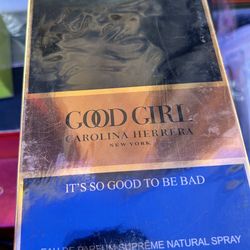 GOOD GIRL
CAROLINA HERRERA
NEW YORK
IT'S SO GOOD TO BE BAD
EAU DE PARFUM SUPRÊME NATURAL SPRAY